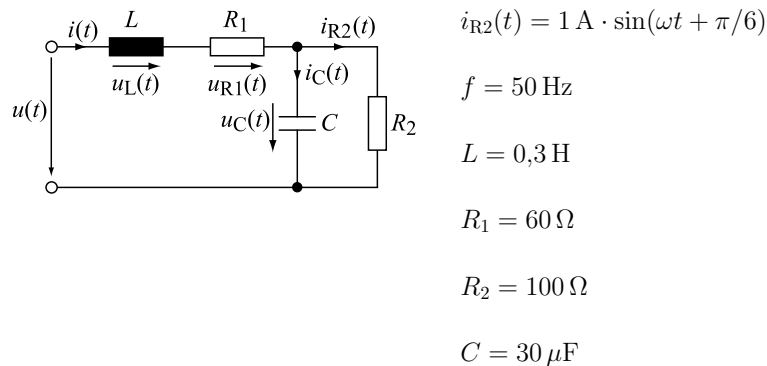 i(t) L R1 iR2(t)
uL(t) uR1(t) iC(t)
u(t) uC(t) C R2
iR2(t) = 1 A · sin(ωt + π/6)
f = 50 Hz
L = 0,3 H
R1 = 60 Ω
R2 = 100 Ω
C = 30 μF